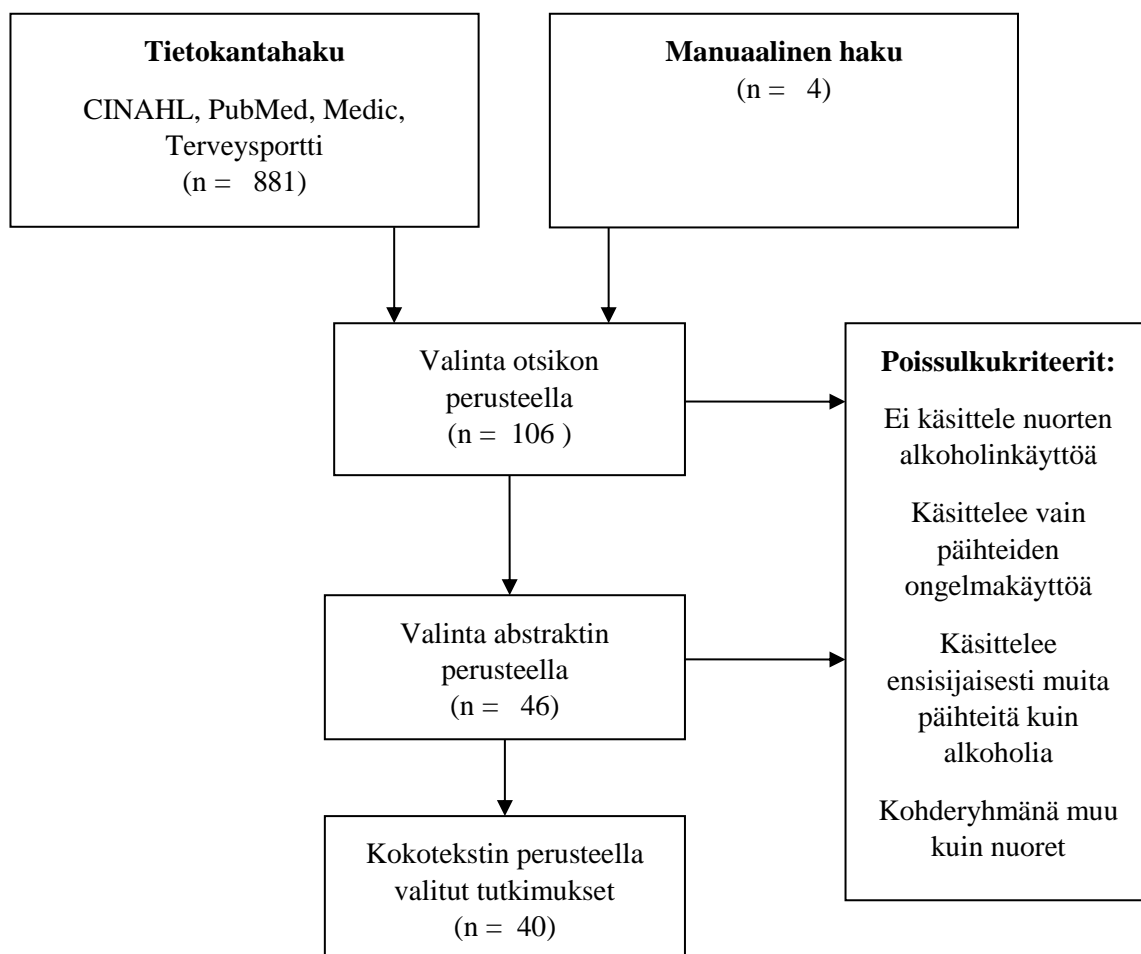 Tietokantahaku
CINAHL, PubMed, Medic,
Terveysportti
(n = 881)
Manuaalinen haku
(n = 4)
Valinta otsikon
perusteella
(n = 106 )
Poissulkukriteerit:
Ei käsittele nuorten
alkoholinkäyttöä
Käsittelee vain
päihteiden
ongelmakäyttöä
Käsittelee
ensisijaisesti muita
päihteitä kuin
alkoholia
Kohderyhmänä muu
kuin nuoret
Valinta abstraktin
perusteella
(n = 46)
Kokotekstin perusteella
valitut tutkimukset
(n = 40)